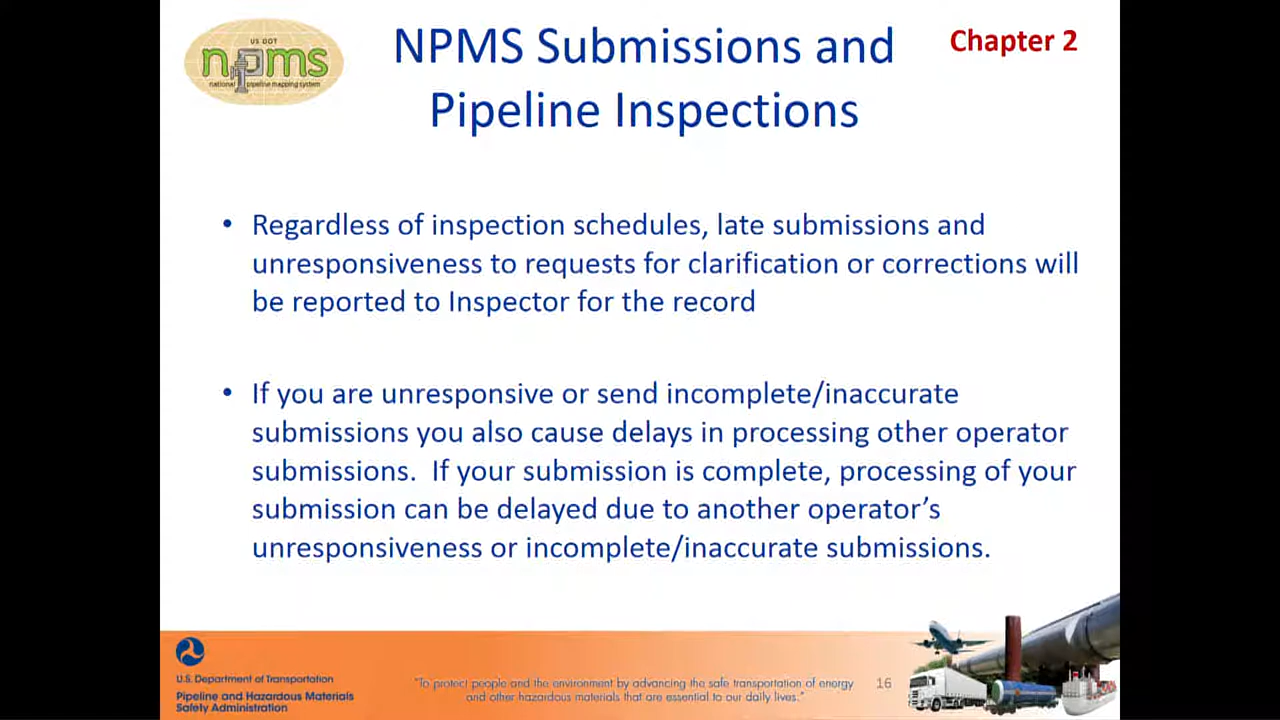 US DOT
npms
national pipeline mapping system
NPMS Submissions and
Pipeline Inspections
Chapter 2
• Regardless of inspection schedules, late submissions and
unresponsiveness to requests for clarification or corrections will
be reported to Inspector for the record
• If you are unresponsive or send incomplete/inaccurate
submissions you also cause delays in processing other operator
submissions.  If your submission is complete, processing of your
submission can be delayed due to another operator’s
unresponsiveness or incomplete/inaccurate submissions.
U.S. Department of Transportation
Pipeline and Hazardous Materials
Safety Administration
"To protect people and the environment by advancing the safe transportation of energy
and other hazardous materials that are essential to our daily lives."
16